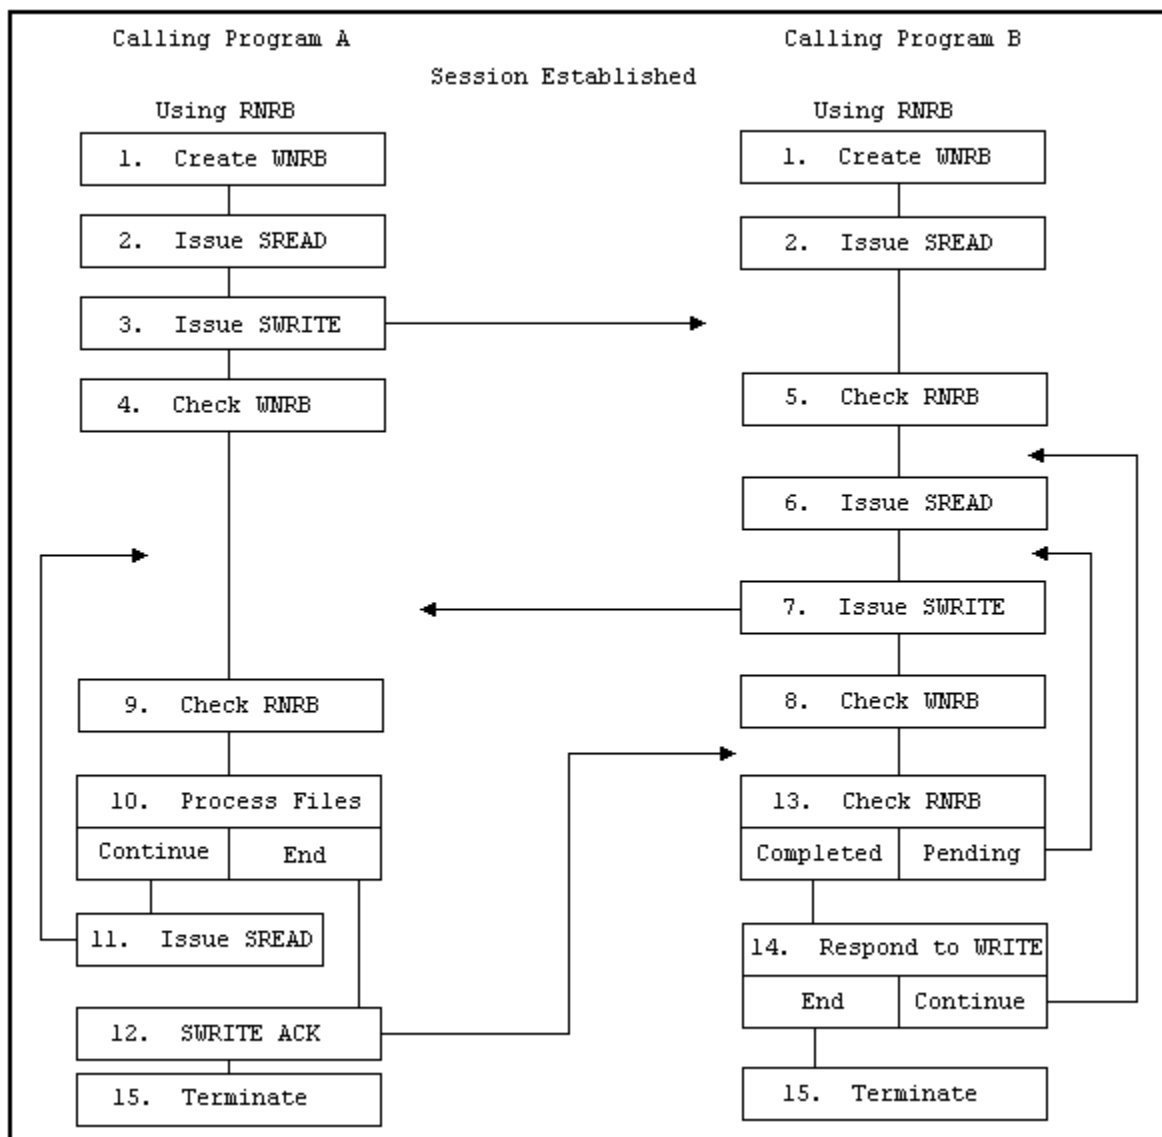 Calling Program A
Calling Program B
Session Established
Using RNRB
Using RNRB
1. Create WNRB
1. Create WNRB
2. Issue SREAD
2. Issue SREAD
3. Issue SWRITE
4. Check WNRB
5. Check RNRB
6. Issue SREAD
7. Issue SWRITE
8. Check WNRB
9. Check RNRB
10. Process Files
Continue
End
13. Check RNRB
Completed
Pending
11. Issue SREAD
14. Respond to WRITE
End
Continue
12. SWRITE ACK
15. Terminate
15. Terminate